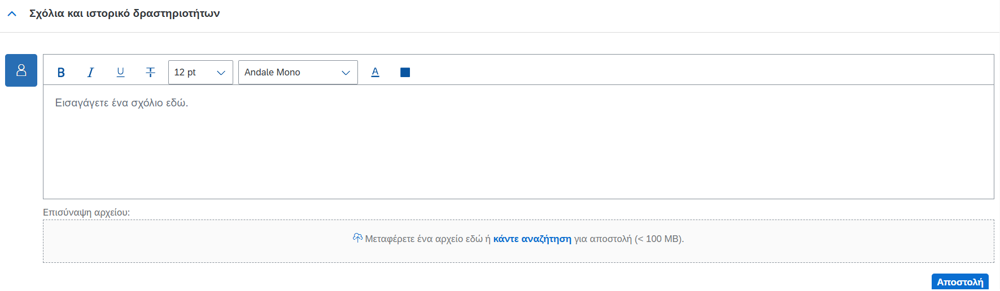 Σχόλια και ιστορικό δραστηριοτήτων
B I U T 12 pt Andale Mono A
Εισαγάγετε ένα σχόλιο εδώ.
Επισύναψη αρχείου:
Μεταφέρετε ένα αρχείο εδώ ή κάντε αναζήτηση για αποστολή (< 100 MB).
Αποστολή